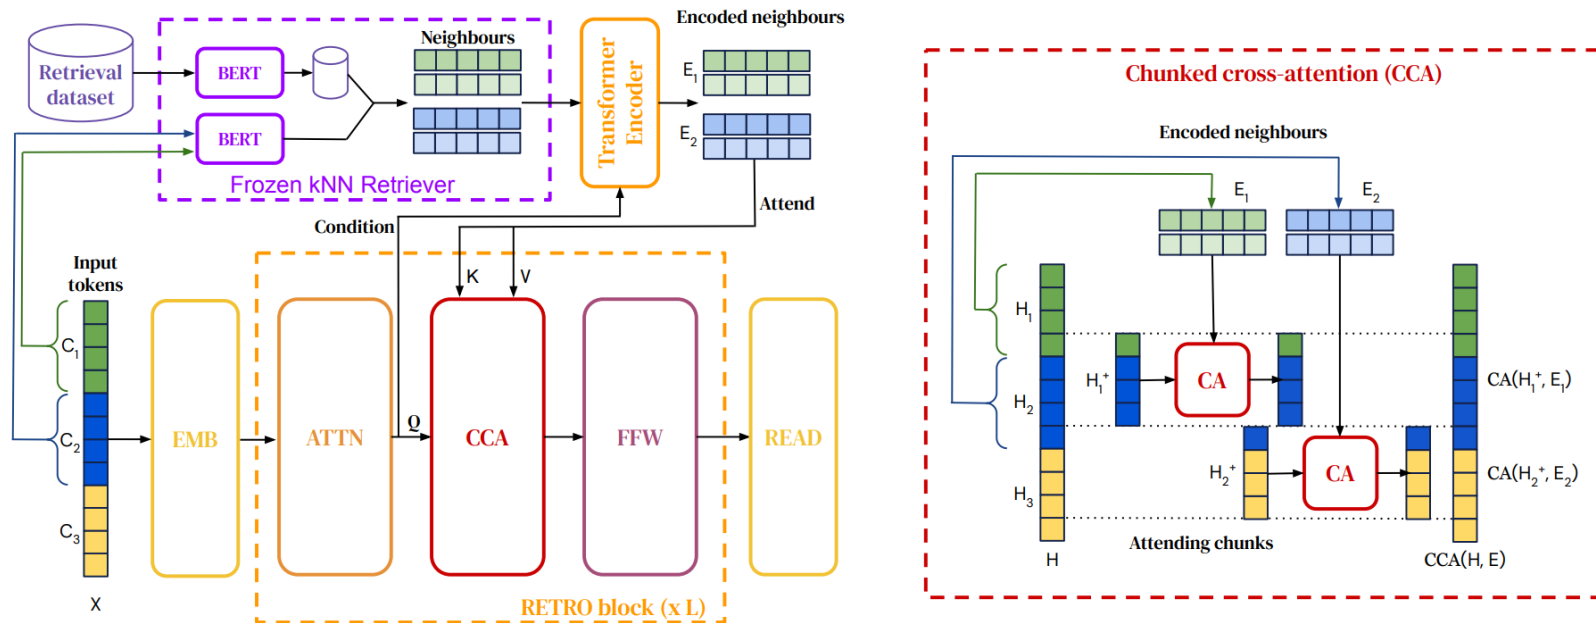 Retrieval
dataset
BERT
BERT
Neighbours
Frozen kNN Retriever
Transformer
Encoder
Encoded neighbours
E1
E2
Condition
Attend
K
V
Input
tokens
C1
C2
C3
X
EMB
ATTN
Q
CCA
FFW
READ
RETRO block (x L)
Chunked cross-attention (CCA)
Encoded neighbours
E1
E2
H1
H2
H3
H
H1+
CA
H2+
CA
Attending chunks
CA(H1+, E1)
CA(H2+, E2)
CCA(H, E)